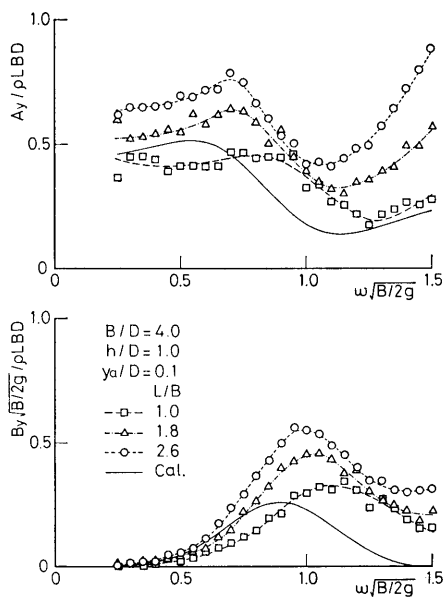 1.0
Ay/ρLBD
0.5
0
0 0.5 1.0 1.5
ω√B/2g
1.0
By√B/2g/ρLBD
0.5
0
B/D=4.0
h/D=1.0
ya/D=0.1
L/B
1.0
1.8
2.6
Cal.
0 0.5 1.0 1.5
ω√B/2g